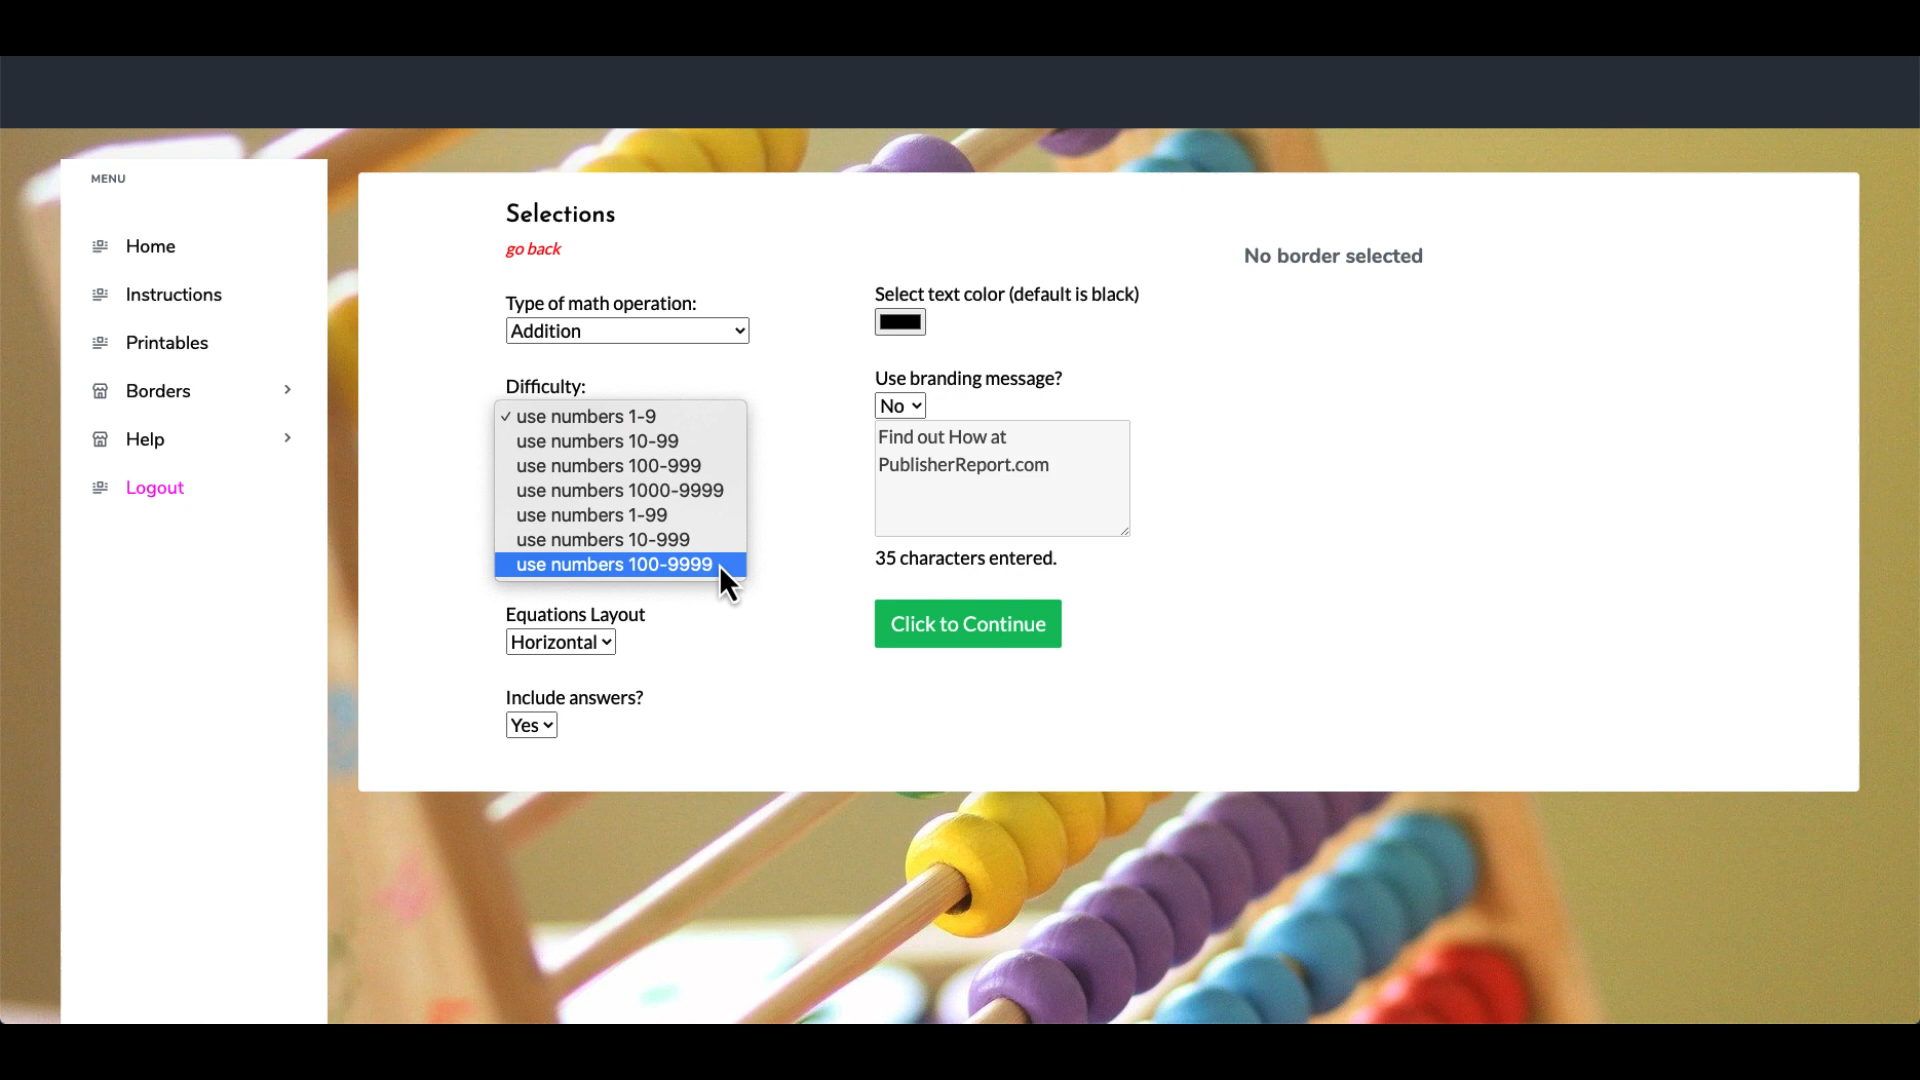 MENU
Home
Instructions
Printables
Borders
Help
Logout
Selections
go back
Type of math operation:
Addition
Difficulty:
✓ use numbers 1-9
use numbers 10-99
use numbers 100-999
use numbers 1000-9999
use numbers 1-99
use numbers 10-999
use numbers 100-9999
Equations Layout
Horizontal
Include answers?
Yes
Select text color (default is black)
Use branding message?
No
Find out How at
PublisherReport.com
35 characters entered.
Click to Continue
No border selected